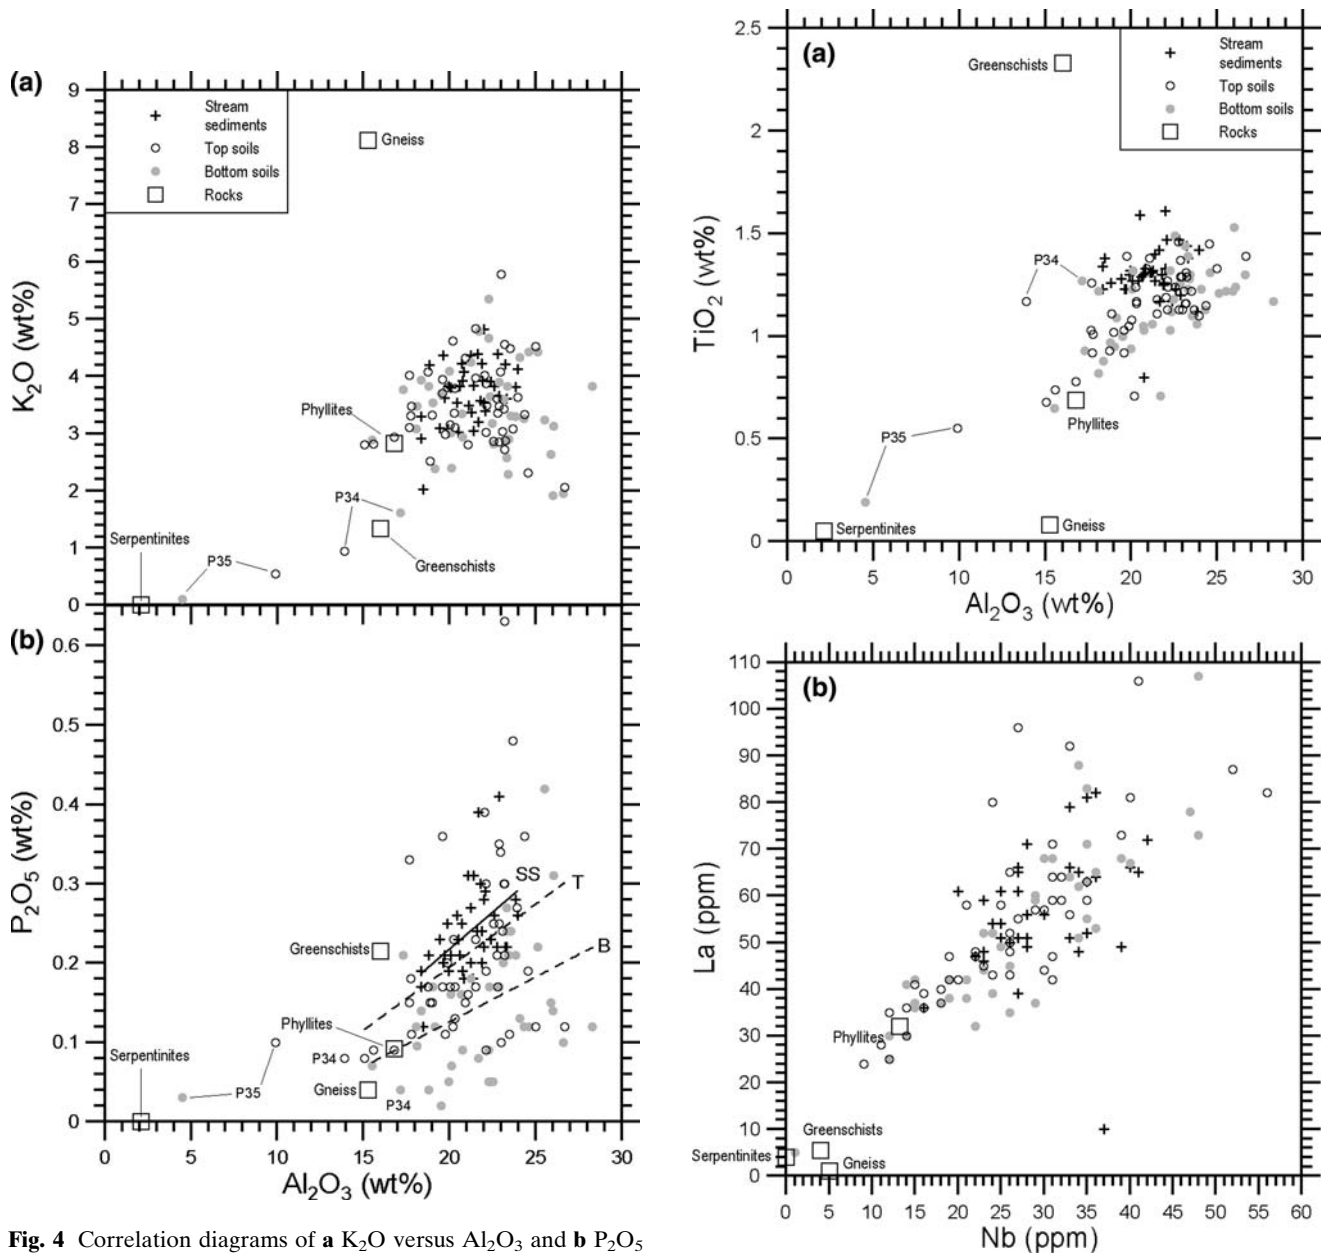 (a)
9
8
7
6
5
4
3
2
1
0
K2O (wt%)
Stream sediments
Top soils
Bottom soils
Rocks
Gneiss
Phyllites
P34
Serpentinites
P35
Greenschists
(b)
0.6
0.5
0.4
0.3
0.2
0.1
0
P2O5 (wt%)
SS
T
B
Greenschists
Phyllites
Serpentinites
P34
Gneiss
P35
P34
0 5 10 15 20 25 30
Al2O3 (wt%)
Fig. 4 Correlation diagrams of a K2O versus Al2O3 and b P2O5
(a)
2.5
2
1.5
1
0.5
0
TiO2 (wt%)
Stream sediments
Top soils
Bottom soils
Rocks
Greenschists
P34
Phyllites
P35
Serpentinites
Gneiss
0 5 10 15 20 25 30
Al2O3 (wt%)
(b)
110
100
90
80
70
60
50
40
30
20
10
0
La (ppm)
Phyllites
Greenschists
Serpentinites
Gneiss
0 5 10 15 20 25 30 35 40 45 50 55 60
Nb (ppm)